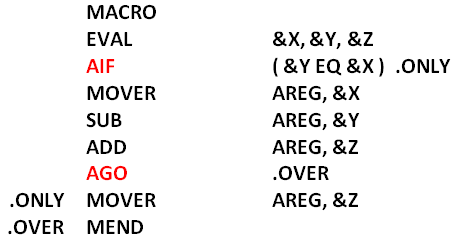 MACRO
EVAL &X, &Y, &Z
AIF ( &Y EQ &X ) .ONLY
MOVER AREG, &X
SUB AREG, &Y
ADD AREG, &Z
AGO .OVER
.ONLY MOVER AREG, &Z
.OVER MEND